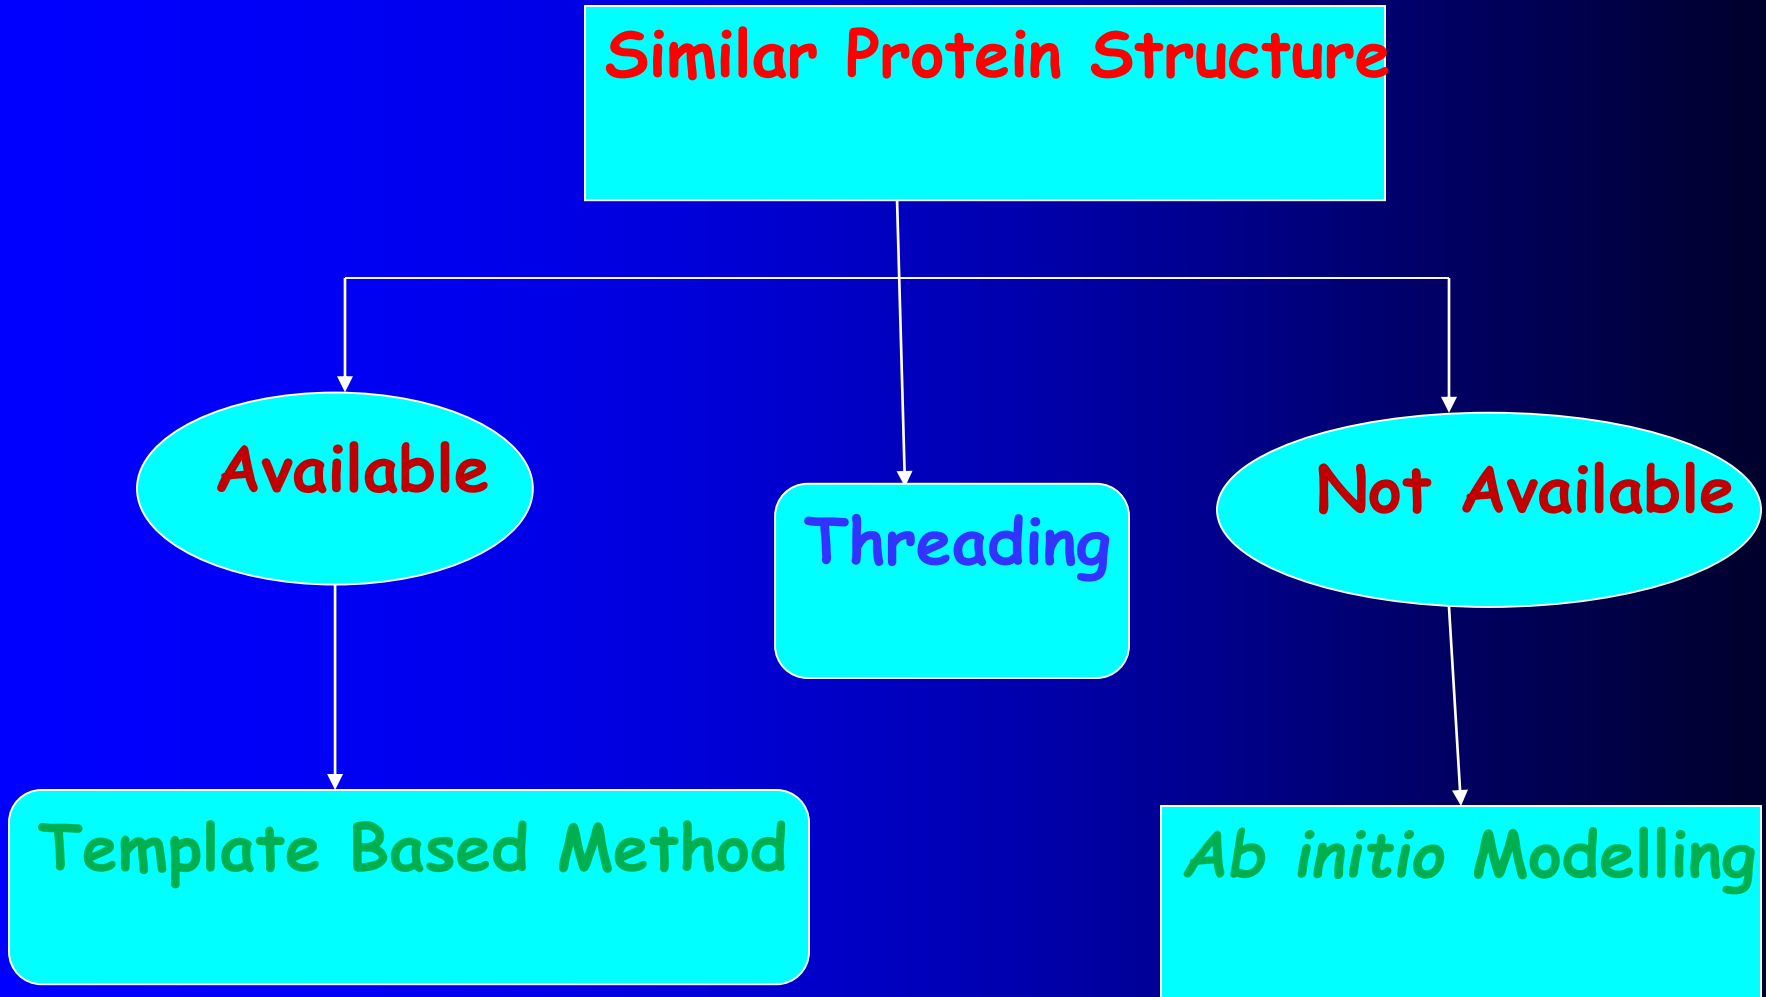 Similar Protein Structure
Available
Not Available
Threading
Template Based Method
Ab initio Modelling